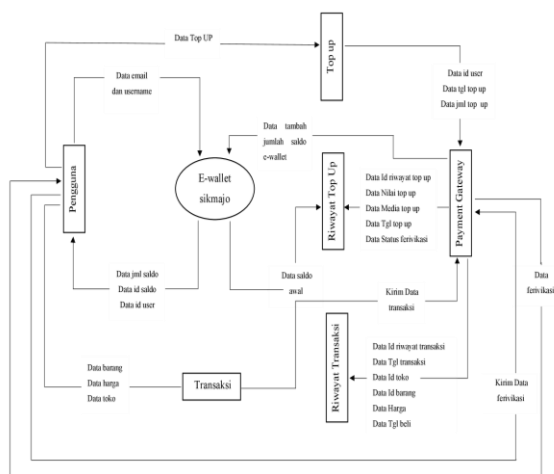 Data Top UP
Top up
Data email
dan username
Data id user
Data tgl top up
Data jml top up
Data tambah
jumlah saldo
e-wallet
Pengguna
E-wallet
sikmajo
Riwayat Top Up
Data Id riwayat top up
Data Nilai top up
Data Media top up
Data Tgl top up
Data Status ferivikasi
Payment Gateway
Data jml saldo
Data id saldo
Data id user
Data saldo
awal
Kirim Data
transaksi
Data
ferivikasi
Data barang
Data harga
Data toko
Transaksi
Riwayat Transaksi
Data Id riwayat transaksi
Data Tgl transaksi
Data Id toko
Data Id barang
Data Harga
Data Tgl beli
Kirim Data
ferivikasi